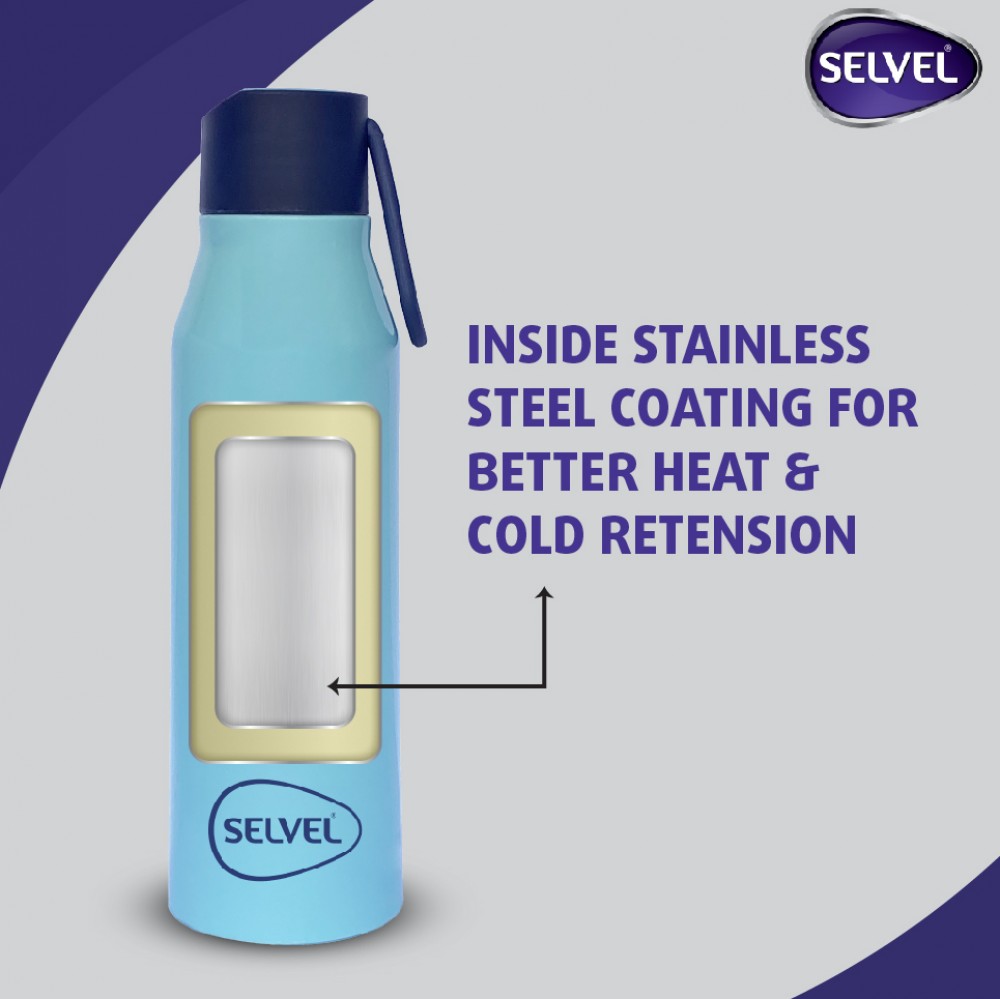 SELVEL®
INSIDE STAINLESS
STEEL COATING FOR
BETTER HEAT &
COLD RETENSION
SELVEL®